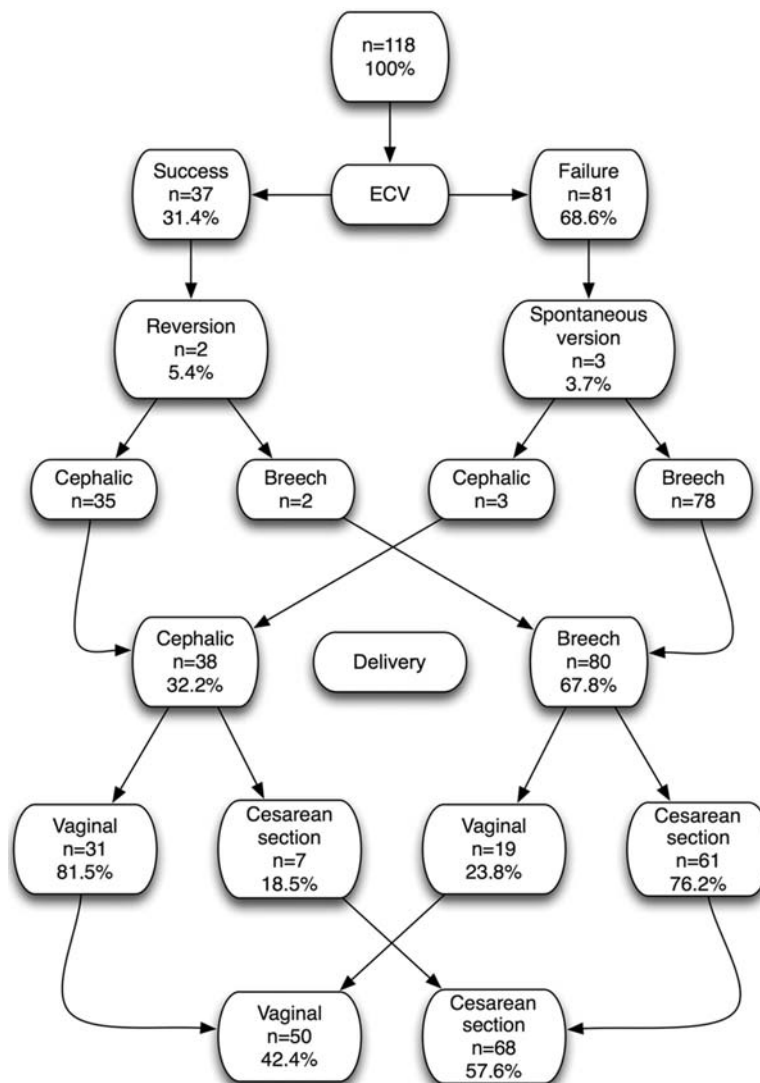 n=118
100%
Success
n=37
31.4%
ECV
Failure
n=81
68.6%
Reversion
n=2
5.4%
Spontaneous
version
n=3
3.7%
Cephalic
n=35
Breech
n=2
Cephalic
n=3
Breech
n=78
Cephalic
n=38
32.2%
Delivery
Breech
n=80
67.8%
Vaginal
n=31
81.5%
Cesarean
section
n=7
18.5%
Vaginal
n=19
23.8%
Cesarean
section
n=61
76.2%
Vaginal
n=50
42.4%
Cesarean
section
n=68
57.6%